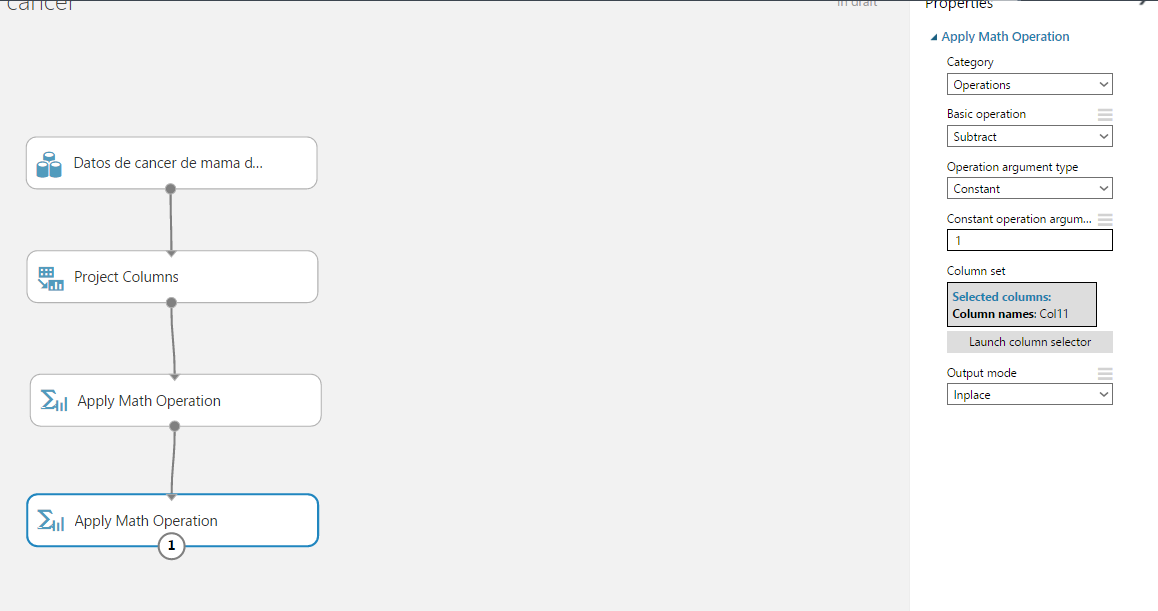 cancer
In draft
Properties
Datos de cancer de mama d...
Project Columns
Apply Math Operation
Apply Math Operation
1
Apply Math Operation
Category
Operations
Basic operation
Subtract
Operation argument type
Constant
Constant operation argum...
1
Column set
Selected columns:
Column names: Col11
Launch column selector
Output mode
Inplace